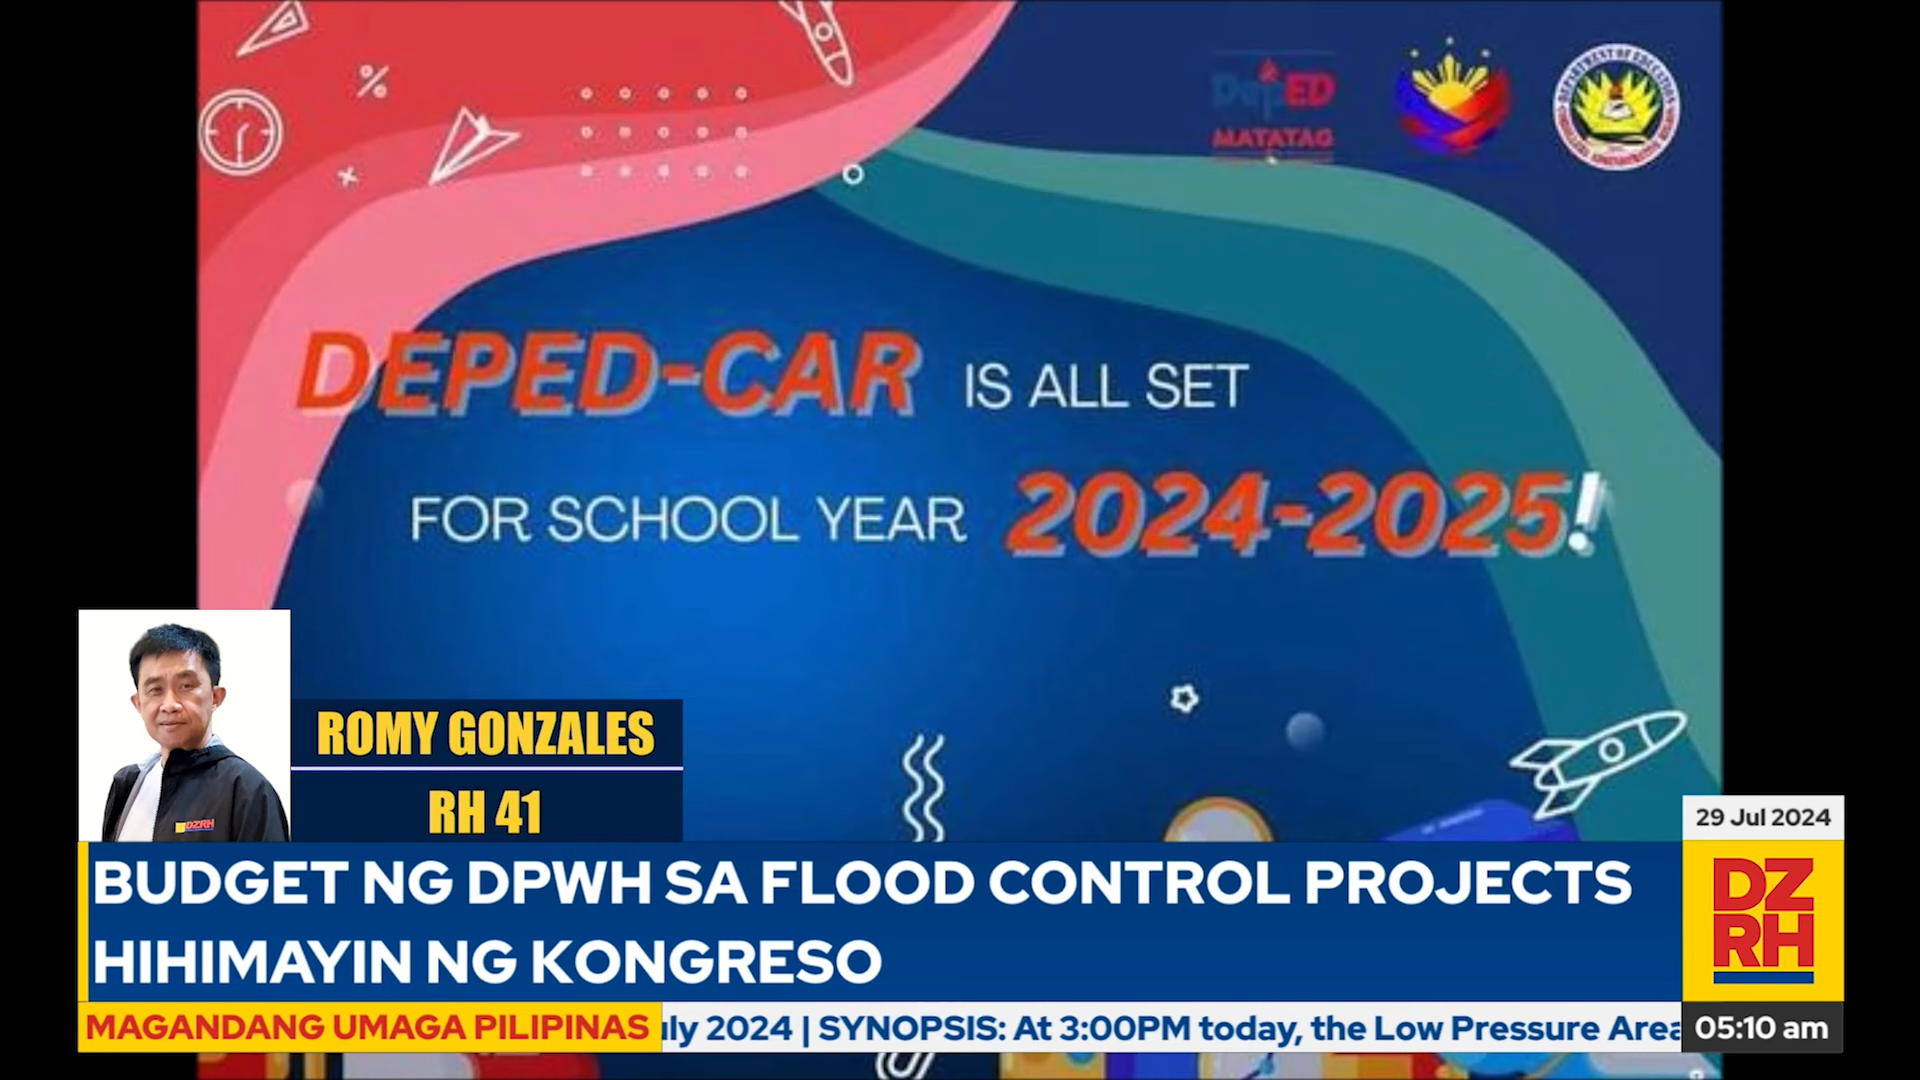 DepED
MATATAG
DEPED-CAR IS ALL SET
FOR SCHOOL YEAR 2024-2025!
DZRH
ROMY GONZALES
RH 41
29 Jul 2024
BUDGET NG DPWH SA FLOOD CONTROL PROJECTS
HIHIMAYIN NG KONGRESO
DZ
RH
MAGANDANG UMAGA PILIPINAS
uly 2024 | SYNOPSIS: At 3:00PM today, the Low Pressure Area
05:10 am